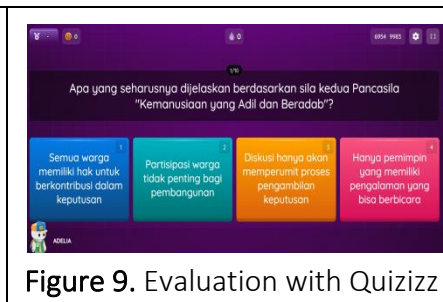 0
0
6954 9985
1/10
Apa yang seharusnya dijelaskan berdasarkan sila kedua Pancasila
"Kemanusiaan yang Adil dan Beradab"?
1
Semua warga
memiliki hak untuk
berkontribusi dalam
keputusan
2
Partisipasi warga
tidak penting bagi
pembangunan
3
Diskusi hanya akan
memperumit proses
pengambilan
keputusan
4
Hanya pemimpin
yang memiliki
pengalaman yang
bisa berbicara
ADELIA
Figure 9. Evaluation with Quizizz